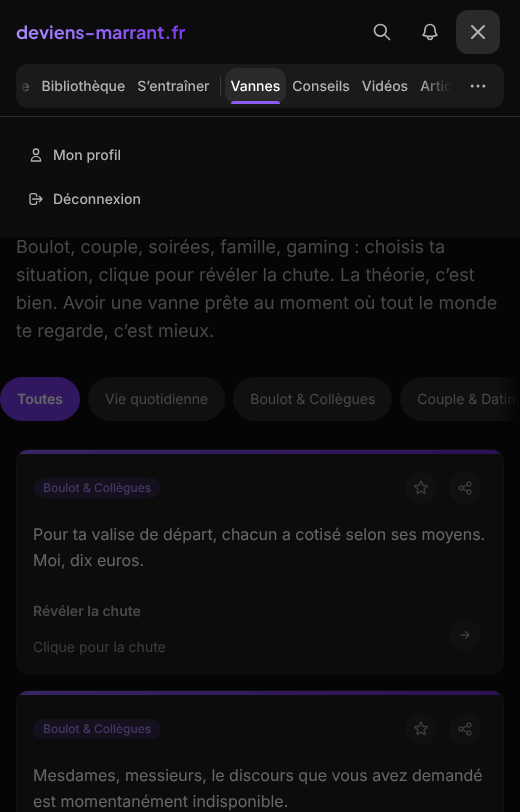 deviens-marrant.fr
e Bibliothèque S'entraîner Vannes Conseils Vidéos Artic
Mon profil
Déconnexion
Boulot, couple, soirées, famille, gaming : choisis ta
situation, clique pour révéler la chute. La théorie, c'est
bien. Avoir une vanne prête au moment où tout le monde
te regarde, c'est mieux.
Toutes Vie quotidienne Boulot & Collègues Couple & Datin
Boulot & Collègues
Pour ta valise de départ, chacun a cotisé selon ses moyens.
Moi, dix euros.
Révéler la chute
Clique pour la chute
Boulot & Collègues
Mesdames, messieurs, le discours que vous avez demandé
est momentanément indisponible.